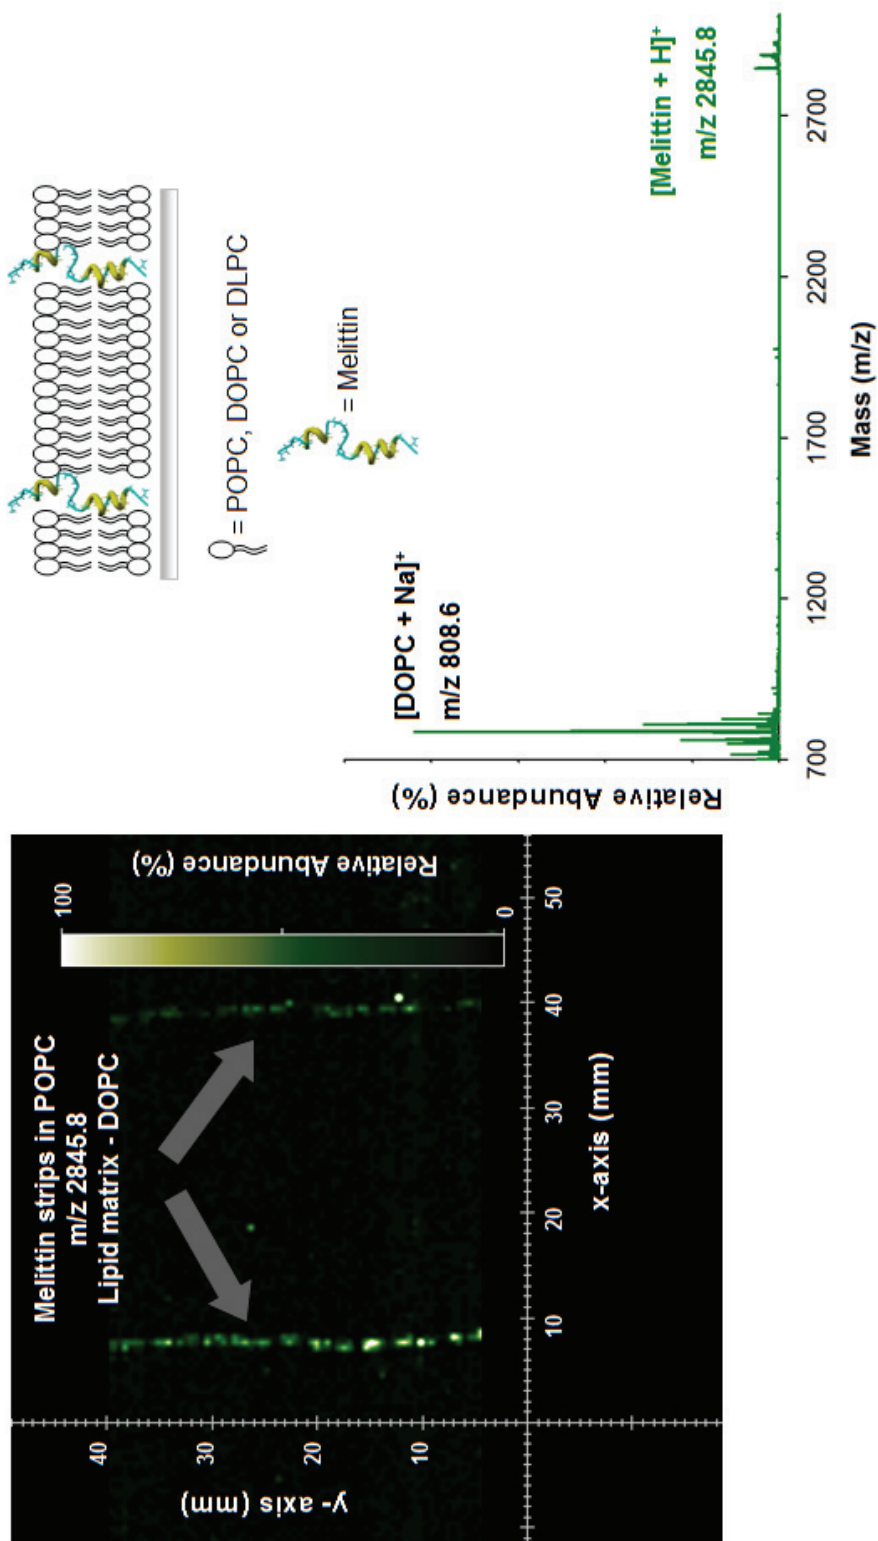 Melittin strips in POPC
m/z 2845.8
Lipid matrix - DOPC
100
0
Relative Abundance (%)
40
30
20
10
y- axis (mm)
10
20
30
40
50
x-axis (mm)
= POPC, DOPC or DLPC
= Melittin
Relative Abundance (%)
[DOPC + Na]⁺
m/z 808.6
[Melittin + H]⁺
m/z 2845.8
700
1200
1700
2200
2700
Mass (m/z)